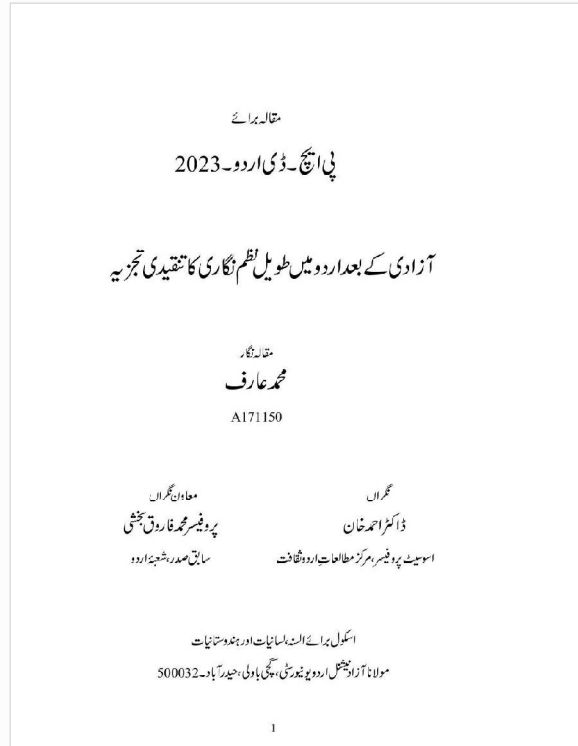 مقالہ برائے
پی ایچ۔ڈی اردو۔2023
آزادی کے بعد اردو میں طویل نظم نگاری کا تنقیدی تجزیہ
مقالہ نگار
محمد عارف
A171150
نگراں
ڈاکٹر احمد خان
اسوسیٹ پروفیسر، مرکز مطالعاتِ اردو ثقافت
معاون نگراں
پروفیسر محمد فاروق بخشی
سابق صدر، شعبۂ اردو
اسکول برائے السنہ، لسانیات اور ہندوستانیات
مولانا آزاد نیشنل اردو یونیورسٹی، گچی باولی، حیدرآباد۔500032
1